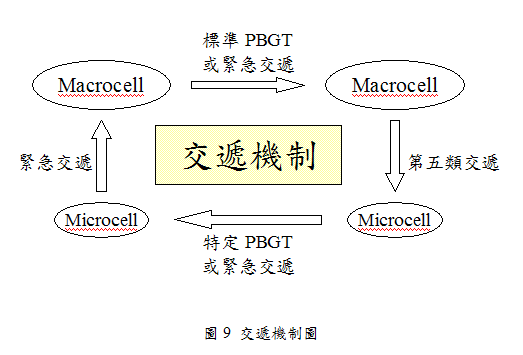 標準 PBGT
或緊急交遞
Macrocell
Macrocell
緊急交遞
交遞機制
第五類交遞
Microcell
Microcell
特定 PBGT
或緊急交遞
圖 9 交遞機制圖